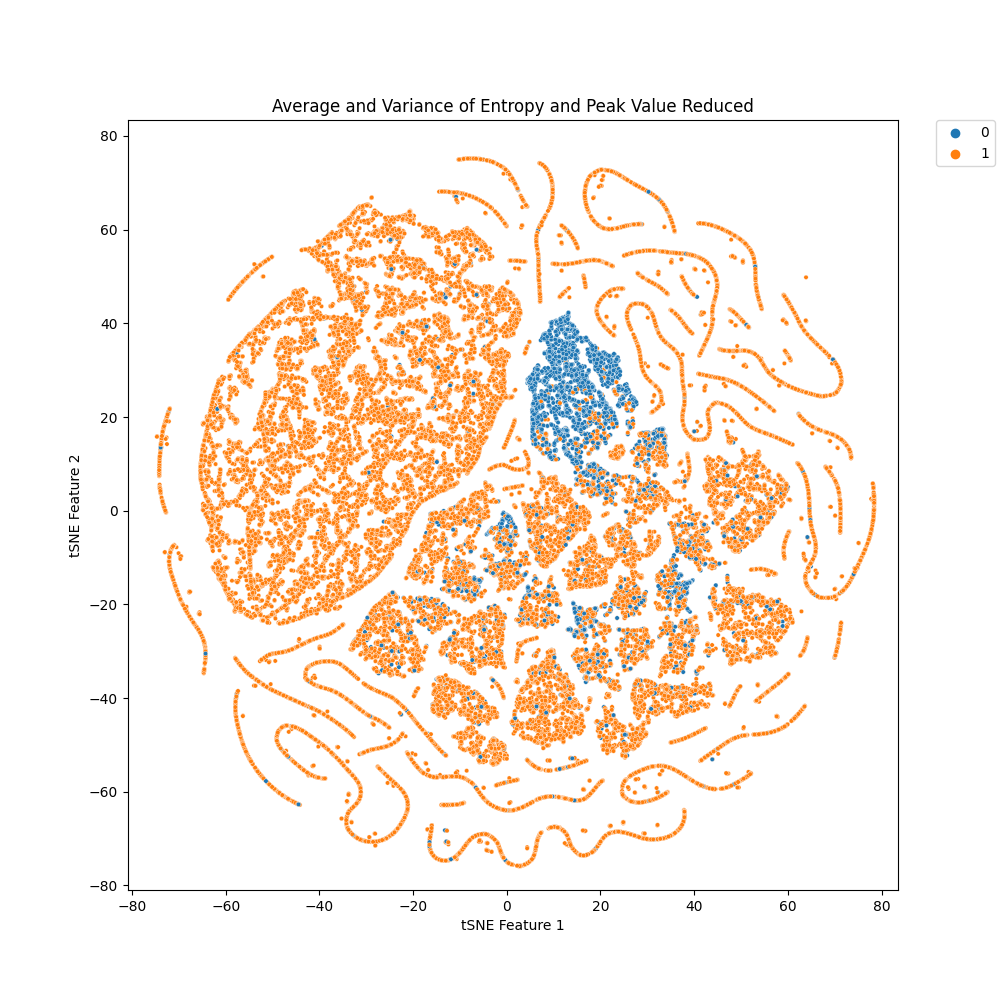 Average and Variance of Entropy and Peak Value Reduced
0
1
80
60
40
20
0
−20
−40
−60
−80
tSNE Feature 2
−80 −60 −40 −20 0 20 40 60 80
tSNE Feature 1